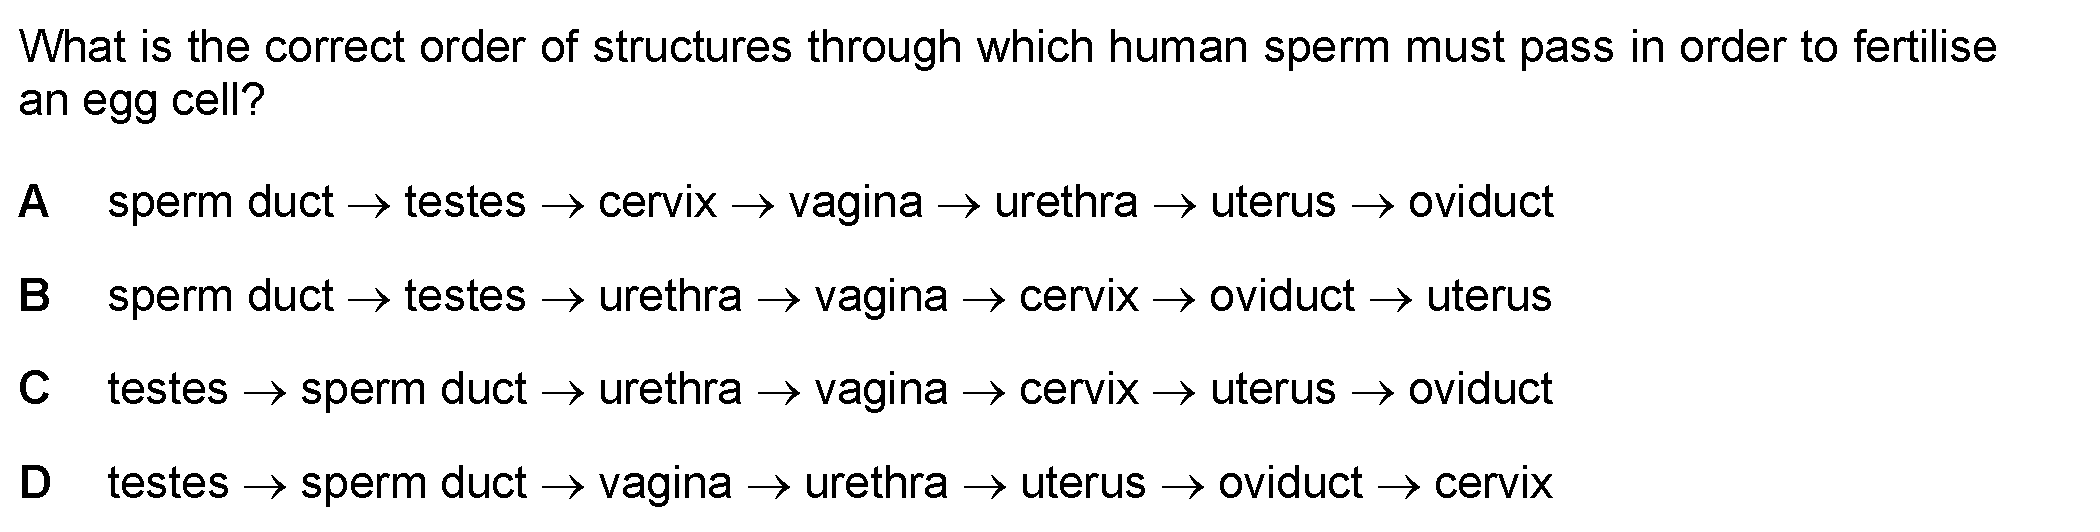 What is the correct order of structures through which human sperm must pass in order to fertilise
an egg cell?
A sperm duct → testes → cervix → vagina → urethra → uterus → oviduct
B sperm duct → testes → urethra → vagina → cervix → oviduct → uterus
C testes → sperm duct → urethra → vagina → cervix → uterus → oviduct
D testes → sperm duct → vagina → urethra → uterus → oviduct → cervix